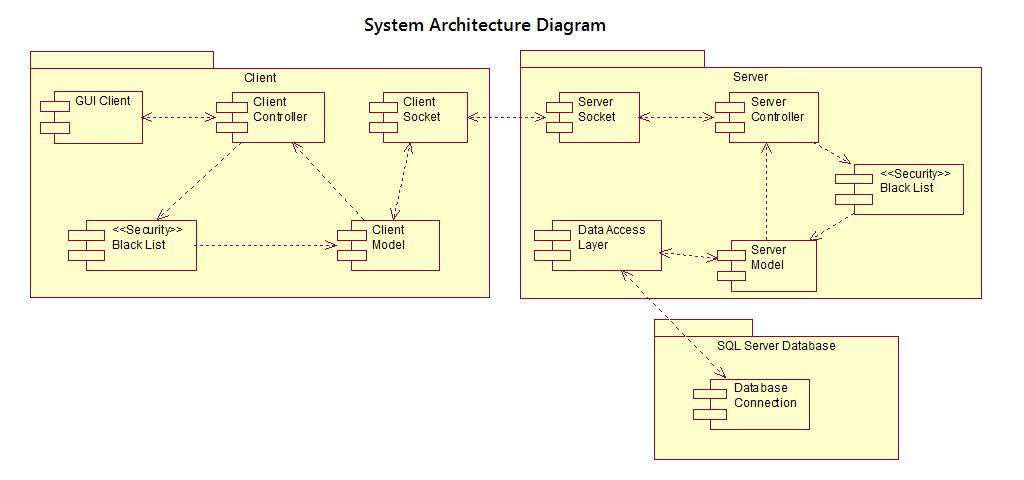 System Architecture Diagram
Client
GUI Client
Client
Controller
Client
Socket
<<Security>>
Black List
Client
Model
Server
Server
Socket
Server
Controller
<<Security>>
Black List
Data Access
Layer
Server
Model
SQL Server Database
Database
Connection